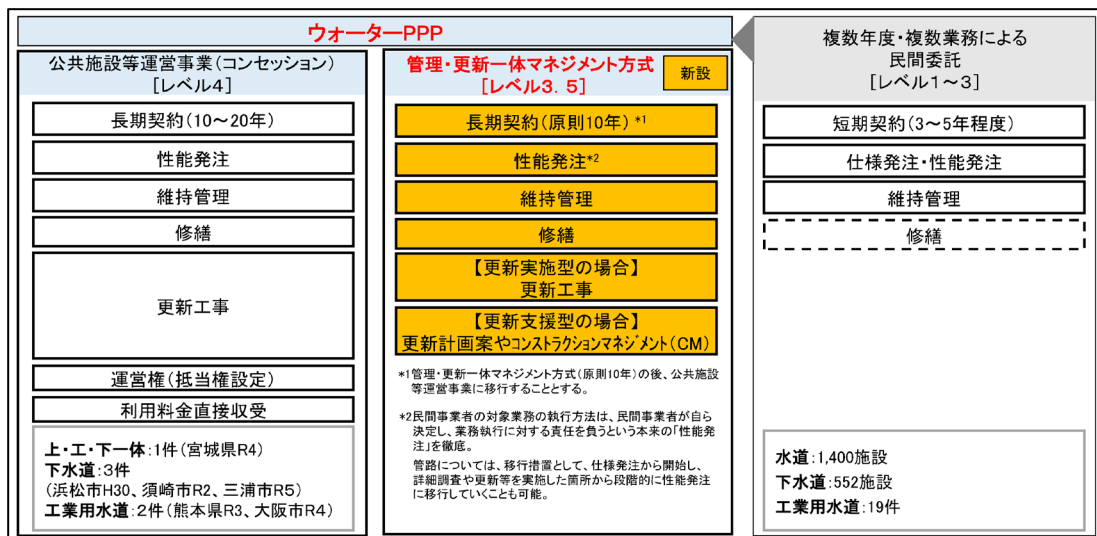 ウォーターPPP
公共施設等運営事業(コンセッション)
[レベル4]
長期契約(10～20年)
性能発注
維持管理
修繕
更新工事
運営権(抵当権設定)
利用料金直接収受
上・工・下一体:1件(宮城県R4)
下水道:3件
(浜松市H30、須崎市R2、三浦市R5)
工業用水道:2件(熊本県R3、大阪市R4)
管理・更新一体マネジメント方式
[レベル3.5]
新設
長期契約(原則10年) *1
性能発注*2
維持管理
修繕
【更新実施型の場合】
更新工事
【更新支援型の場合】
更新計画案やコンストラクションマネジメント(CM)
*1管理・更新一体マネジメント方式(原則10年)の後、公共施設
等運営事業に移行することとする。
*2民間事業者の対象業務の執行方法は、民間事業者が自ら
決定し、業務執行に対する責任を負うという本来の「性能発
注」を徹底。
管路については、移行措置として、仕様発注から開始し、
詳細調査や更新等を実施した箇所から段階的に性能発注
に移行していくことも可能。
複数年度・複数業務による
民間委託
[レベル1～3]
短期契約(3～5年程度)
仕様発注・性能発注
維持管理
修繕
水道:1,400施設
下水道:552施設
工業用水道:19件